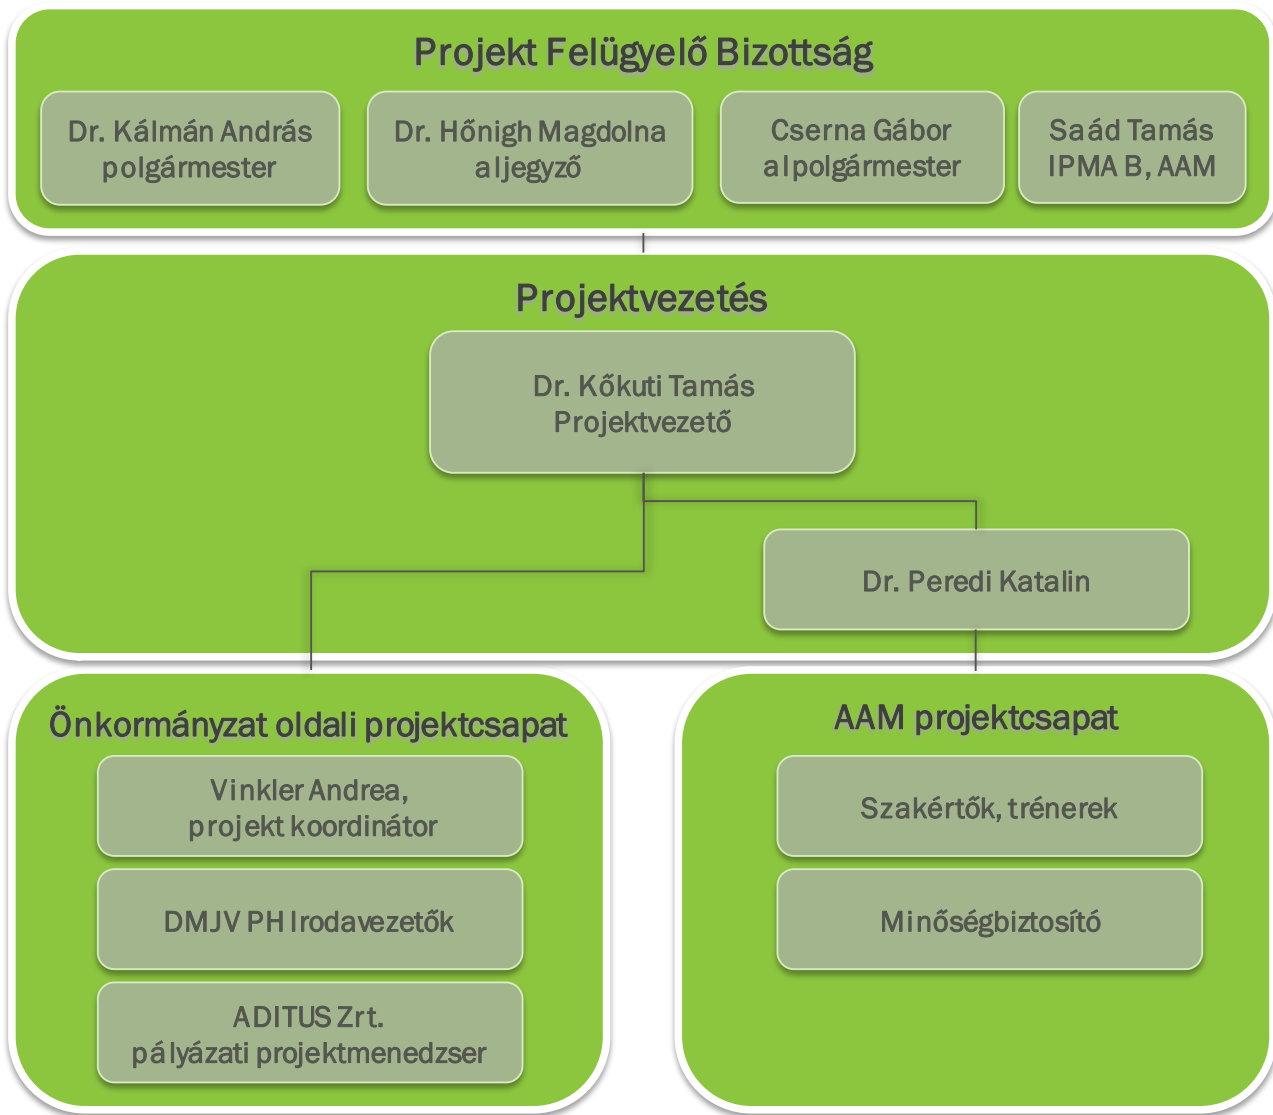 Projekt Felügyelő Bizottság
Dr. Kálmán András
polgármester
Dr. Hőnigh Magdolna
aljegyző
Cserna Gábor
alpolgármester
Saád Tamás
IPMA B, AAM
Projektvezetés
Dr. Kőkuti Tamás
Projektvezető
Dr. Peredi Katalin
Önkormányzat oldali projektcsapat
Vinkler Andrea,
projekt koordinátor
DMJV PH Irodavezetők
ADITUS Zrt.
pályázati projektmenedzser
AAM projektcsapat
Szakértők, trénerek
Minőségbiztosító